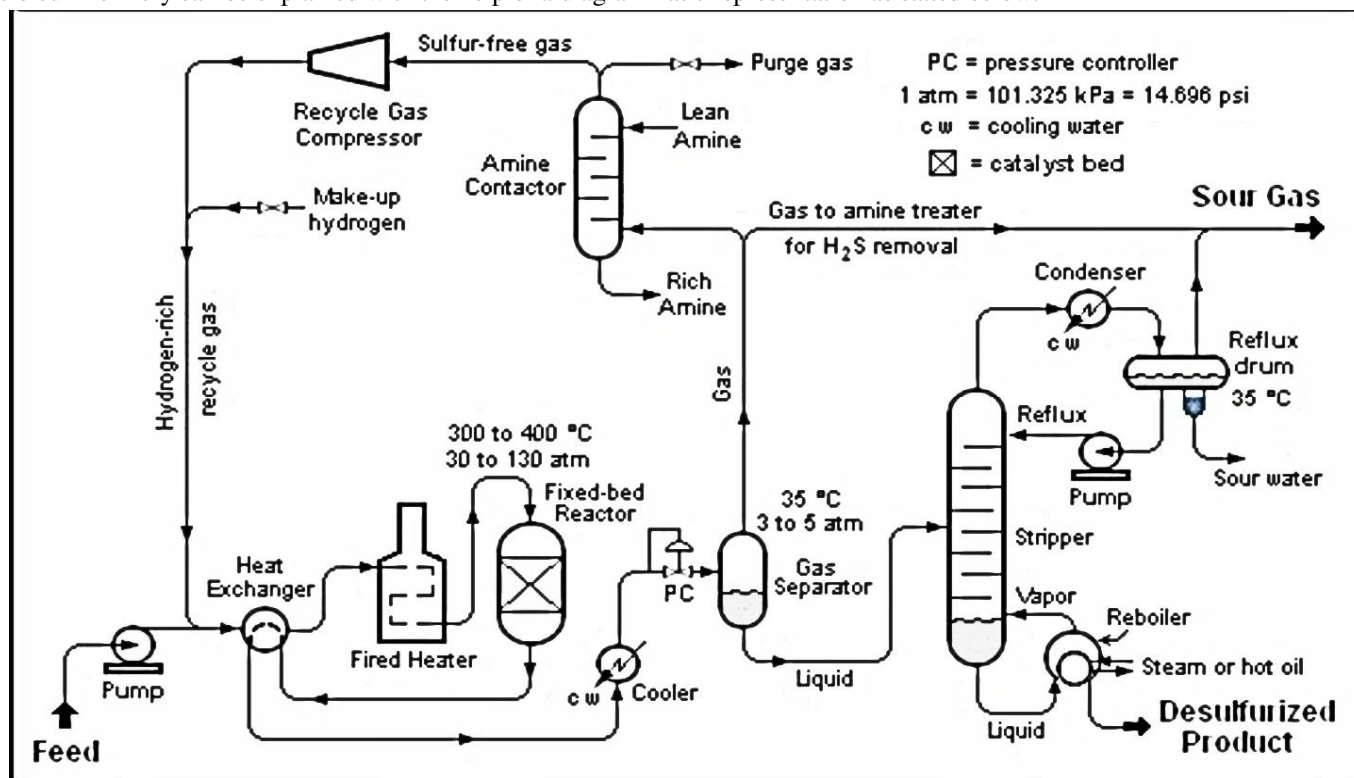 Sulfur-free gas
Purge gas
PC = pressure controller
1 atm = 101.325 kPa = 14.696 psi
c w = cooling water
= catalyst bed
Recycle Gas
Compressor
Lean
Amine
Amine
Contactor
Make-up
hydrogen
Gas to amine treater
for H₂S removal
Sour Gas
Rich
Amine
Condenser
c w
Reflux
drum
35 °C
Hydrogen-rich
recycle gas
Gas
Reflux
Pump
Sour water
300 to 400 °C
30 to 130 atm
Fixed-bed
Reactor
35 °C
3 to 5 atm
Gas
Separator
PC
Stripper
Heat
Exchanger
Vapor
Reboiler
Steam or hot oil
Fired Heater
Pump
c w
Cooler
Liquid
Liquid
Feed
Desulfurized
Product